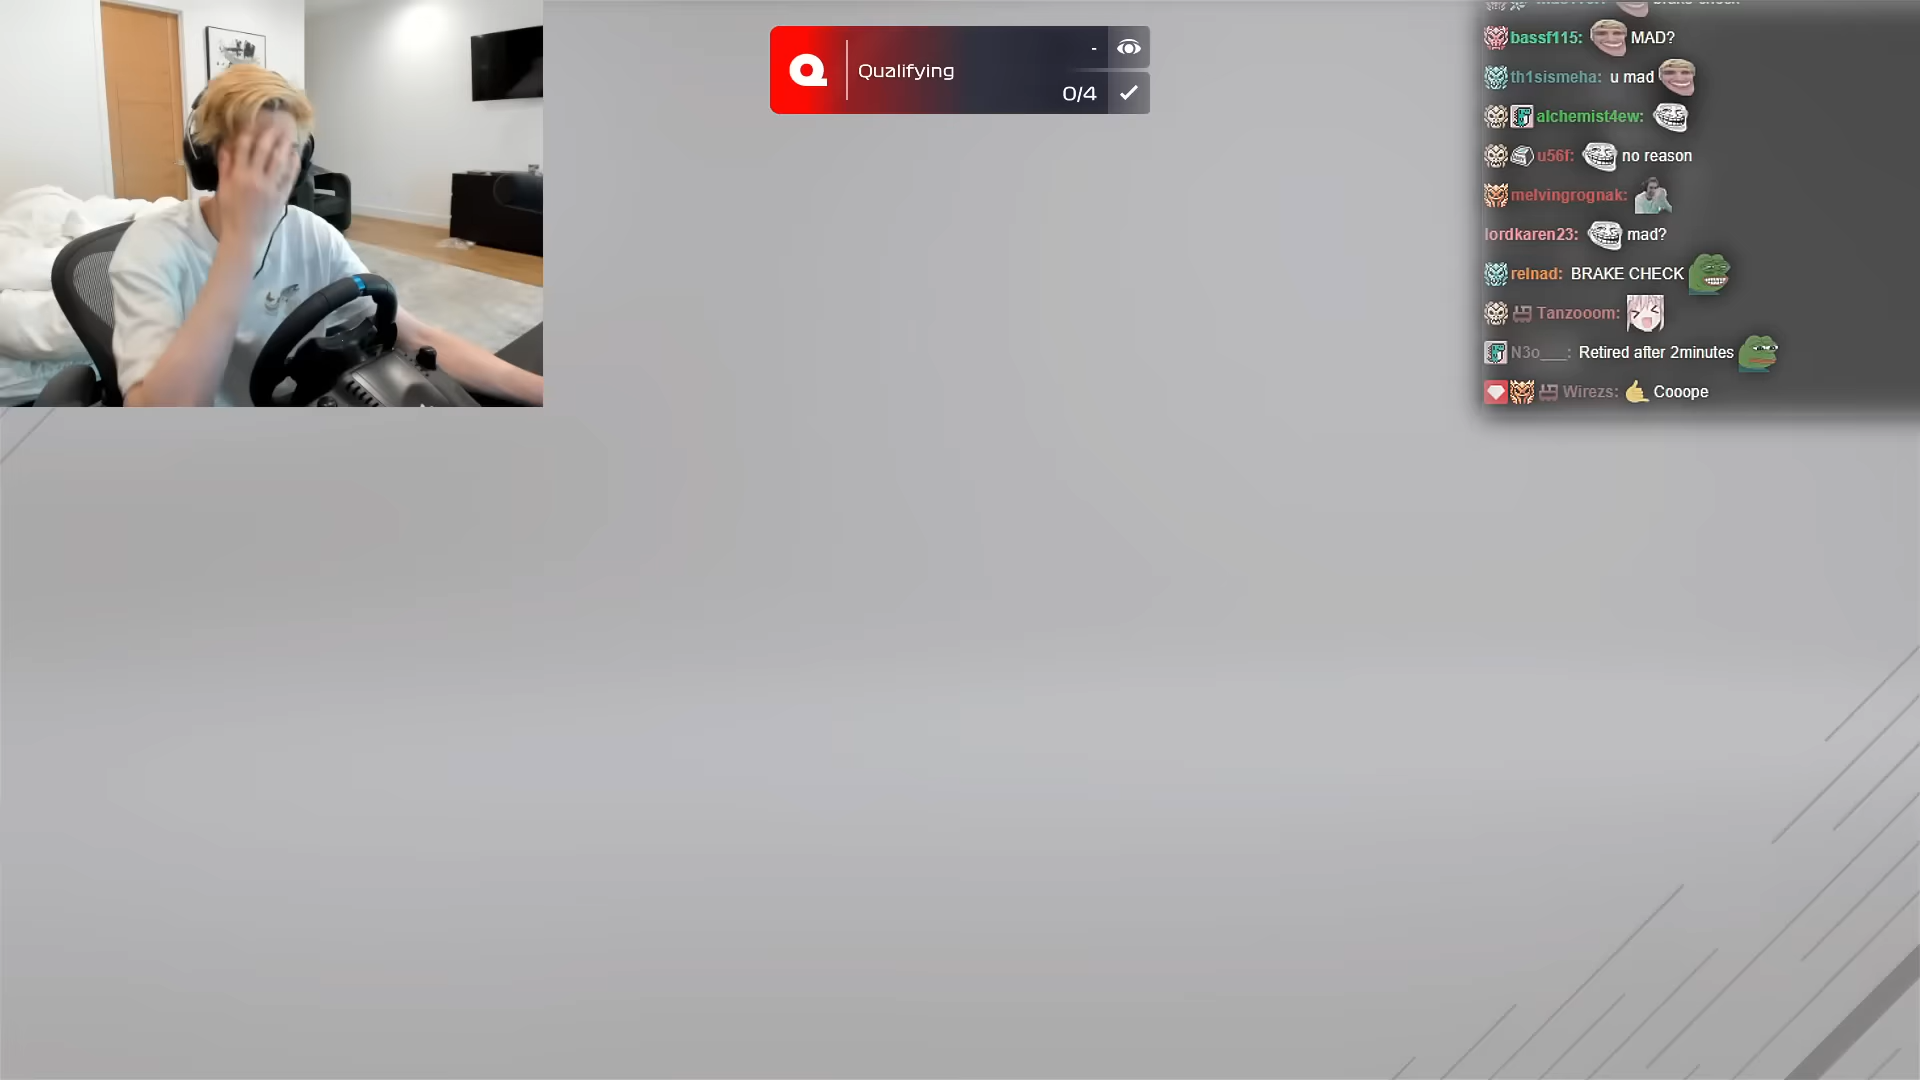 Qualifying
-
0/4
bassf115: MAD?
th1sismeha: u mad
alchemist4ew:
u56f: no reason
melvingrognak:
lordkaren23: mad?
relnad: BRAKE CHECK
Tanzooom:
N3o___: Retired after 2minutes
Wirezs: Cooope